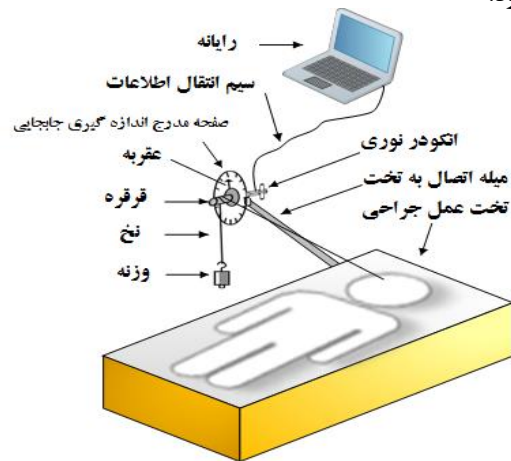 ود.
رایانه
سیم انتقال اطلاعات
صفحه مدرج اندازه گیری جابجایی
عقربه
انکودر نوری
قرقره
میله اتصال به تخت
نخ
تخت عمل جراحی
وزنه